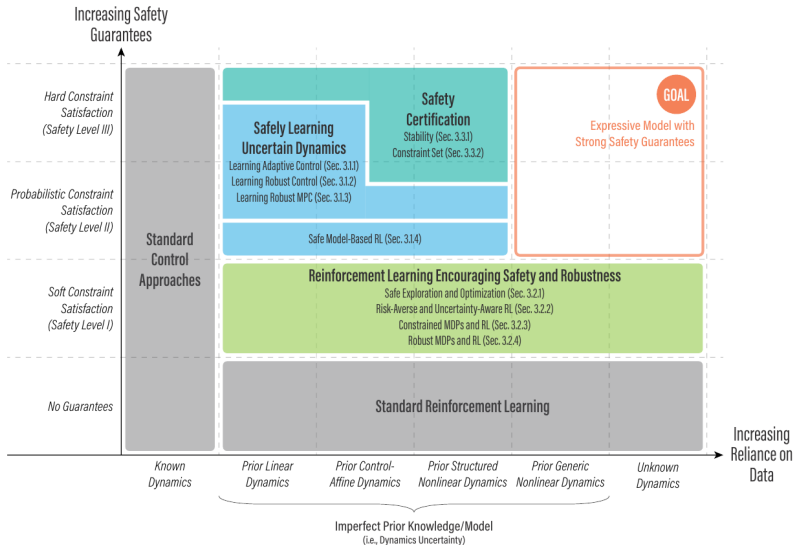 Increasing Safety
Guarantees
Hard Constraint
Satisfaction
(Safety Level III)
Probabilistic Constraint
Satisfaction
(Safety Level II)
Soft Constraint
Satisfaction
(Safety Level I)
No Guarantees
Standard
Control
Approaches
Safely Learning
Uncertain Dynamics
Learning Adaptive Control (Sec. 3.1.1)
Learning Robust Control (Sec. 3.1.2)
Learning Robust MPC (Sec. 3.1.3)
Safety
Certification
Stability (Sec. 3.3.1)
Constraint Set (Sec. 3.3.2)
GOAL
Expressive Model with
Strong Safety Guarantees
Safe Model-Based RL (Sec. 3.1.4)
Reinforcement Learning Encouraging Safety and Robustness
Safe Exploration and Optimization (Sec. 3.2.1)
Risk-Averse and Uncertainty-Aware RL (Sec. 3.2.2)
Constrained MDPs and RL (Sec. 3.2.3)
Robust MDPs and RL (Sec. 3.2.4)
Standard Reinforcement Learning
Increasing
Reliance on
Data
Known
Dynamics
Prior Linear
Dynamics
Prior Control-
Affine Dynamics
Prior Structured
Nonlinear Dynamics
Prior Generic
Nonlinear Dynamics
Unknown
Dynamics
Imperfect Prior Knowledge/Model
(i.e., Dynamics Uncertainty)